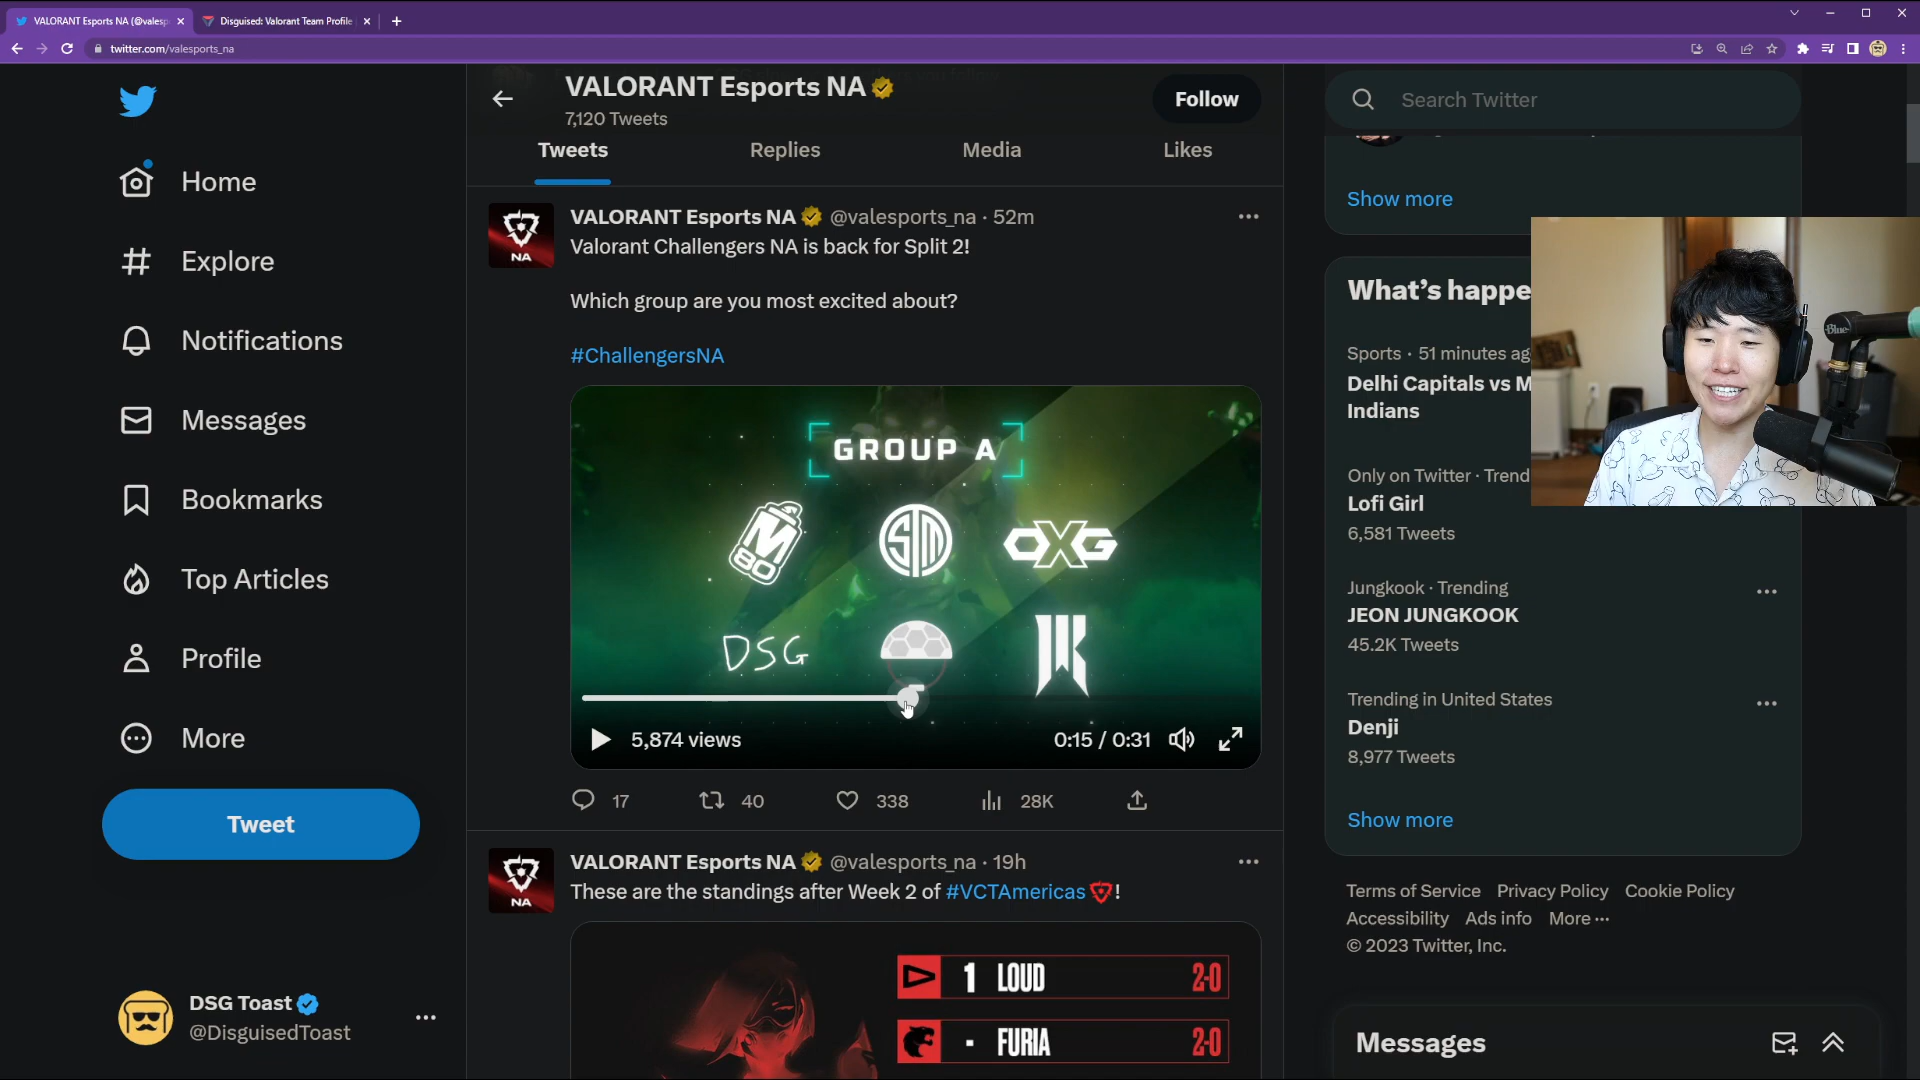 VALORANT Esports NA (@valesp
Disguised: Valorant Team Profile
twitter.com/valesports_na
VALORANT Esports NA
7,120 Tweets
Follow
Search Twitter
Tweets
Replies
Media
Likes
Home
Explore
Notifications
Messages
Bookmarks
Top Articles
Profile
More
Tweet
DSG Toast
@DisguisedToast
NA
VALORANT Esports NA @valesports_na · 52m
Valorant Challengers NA is back for Split 2!
Which group are you most excited about?
#ChallengersNA
GROUP A
M80
TSM
OXG
DSG
5,874 views
0:15 / 0:31
17
40
338
28K
NA
VALORANT Esports NA @valesports_na · 19h
These are the standings after Week 2 of #VCTAmericas !
1 LOUD 2-0
- FURIA 2-0
Show more
What's happe
Sports · 51 minutes ag
Delhi Capitals vs M
Indians
Only on Twitter · Trend
Lofi Girl
6,581 Tweets
Jungkook · Trending
JEON JUNGKOOK
45.2K Tweets
Trending in United States
Denji
8,977 Tweets
Show more
Terms of Service Privacy Policy Cookie Policy
Accessibility Ads info More ···
© 2023 Twitter, Inc.
Messages
Blue